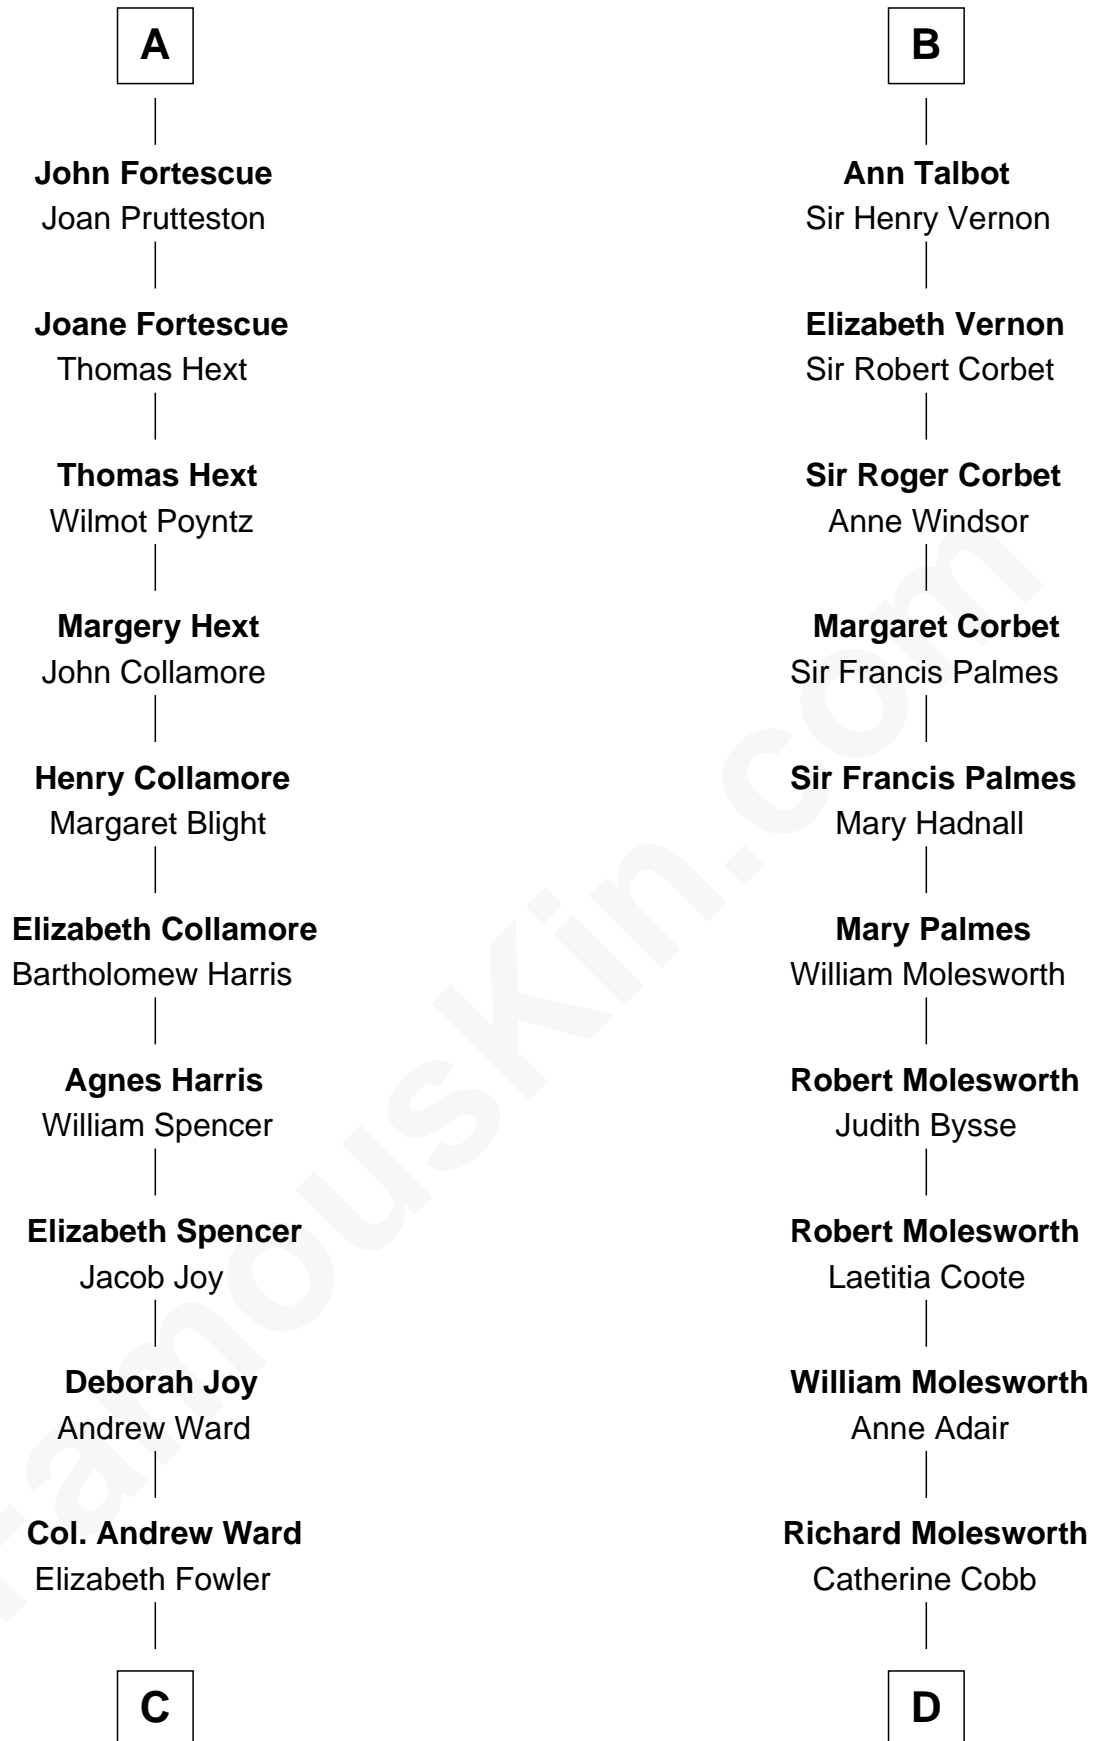 A
John Fortescue
Joan Prutteston
Joane Fortescue
Thomas Hext
Thomas Hext
Wilmot Poyntz
Margery Hext
John Collamore
Henry Collamore
Margaret Blight
Elizabeth Collamore
Bartholomew Harris
Agnes Harris
William Spencer
Elizabeth Spencer
Jacob Joy
Deborah Joy
Andrew Ward
Col. Andrew Ward
Elizabeth Fowler
C
B
Ann Talbot
Sir Henry Vernon
Elizabeth Vernon
Sir Robert Corbet
Sir Roger Corbet
Anne Windsor
Margaret Corbet
Sir Francis Palmes
Sir Francis Palmes
Mary Hadnall
Mary Palmes
William Molesworth
Robert Molesworth
Judith Bysse
Robert Molesworth
Laetitia Coote
William Molesworth
Anne Adair
Richard Molesworth
Catherine Cobb
D
FamousKin.com